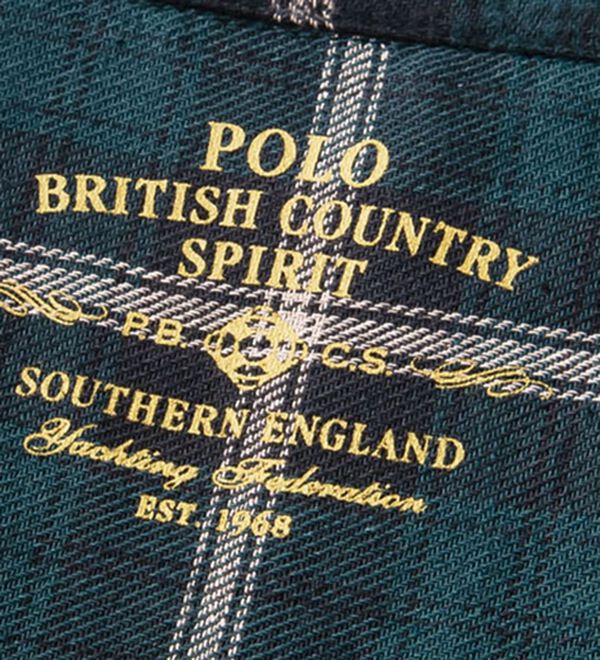 POLO
BRITISH COUNTRY
SPIRIT
P.B. C.S.
SOUTHERN ENGLAND
Yachting Federation
EST. 1968